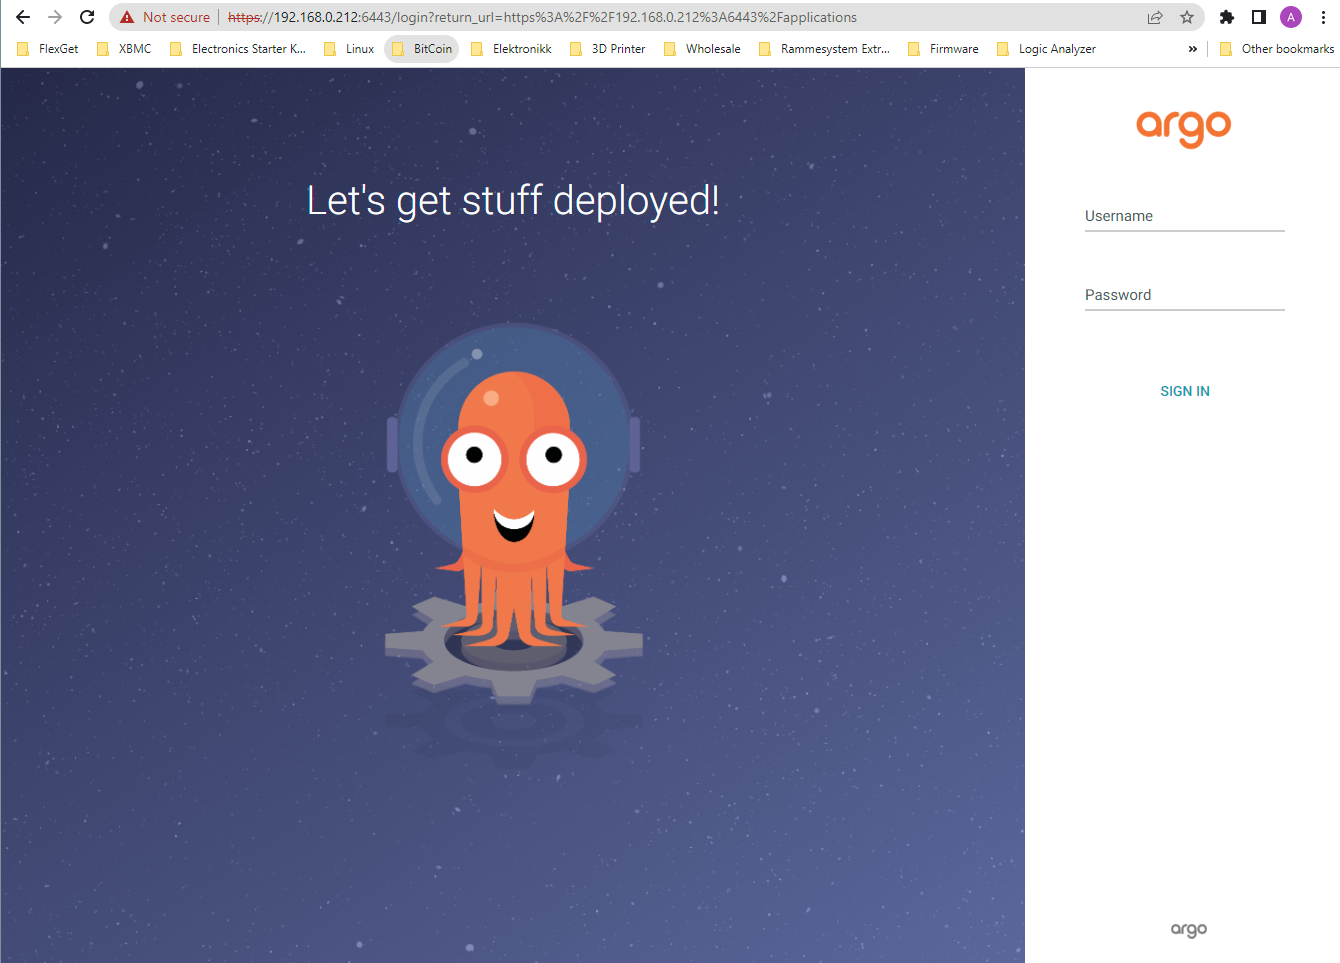 Not secure https://192.168.0.212:6443/login?return_url=https%3A%2F%2F192.168.0.212%3A6443%2Fapplications A
FlexGet XBMC Electronics Starter K... Linux BitCoin Elektronikk 3D Printer Wholesale Rammesystem Extr... Firmware Logic Analyzer » Other bookmarks
Let's get stuff deployed!
argo
Username
Password
SIGN IN
argo